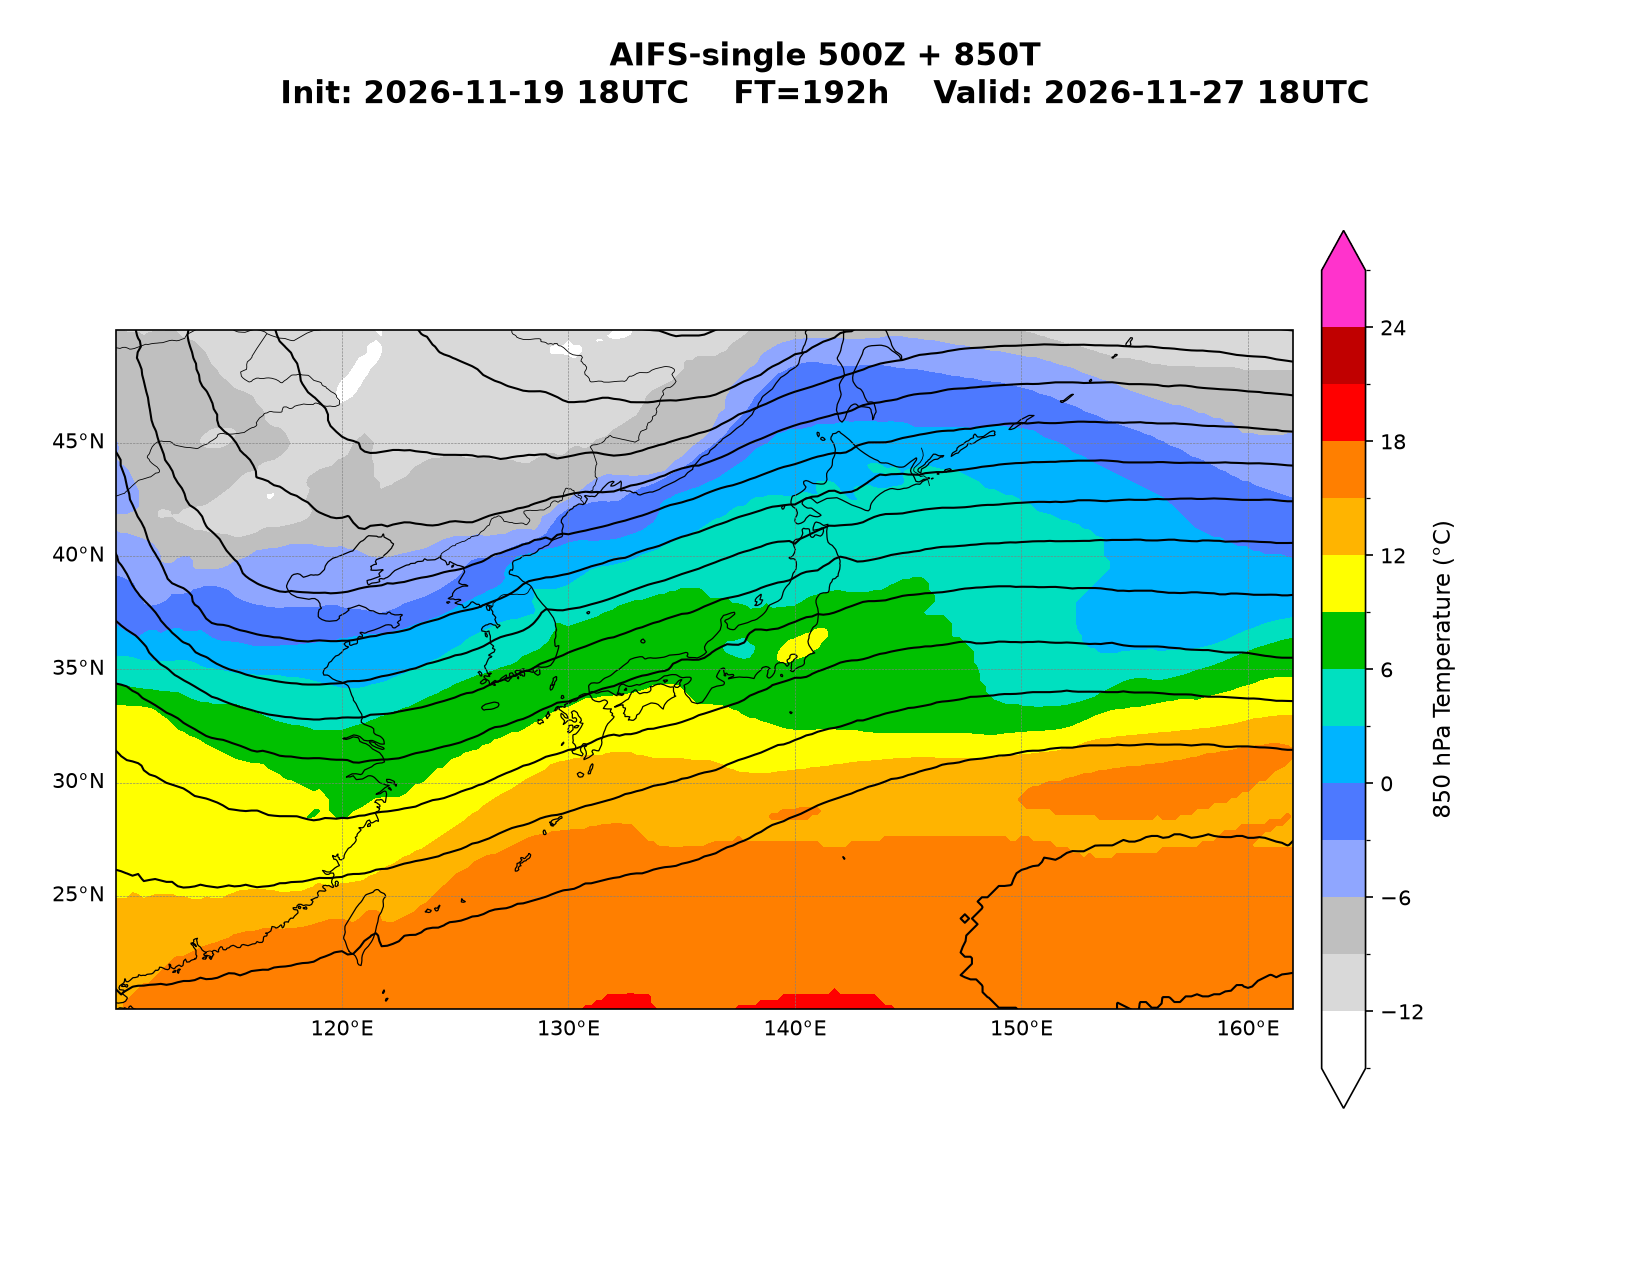 AIFS-single 500Z + 850T
Init: 2026-11-19 18UTC FT=192h Valid: 2026-11-27 18UTC
45°N
40°N
35°N
30°N
25°N
120°E
130°E
140°E
150°E
160°E
24
18
12
6
0
−6
−12
850 hPa Temperature (°C)